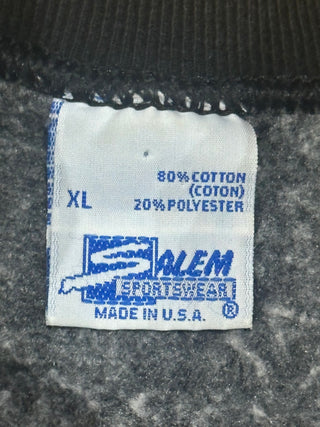 80% COTTON
(COTON)
XL 20% POLYESTER
SALEM
SPORTSWEAR
®
MADE IN U.S.A.